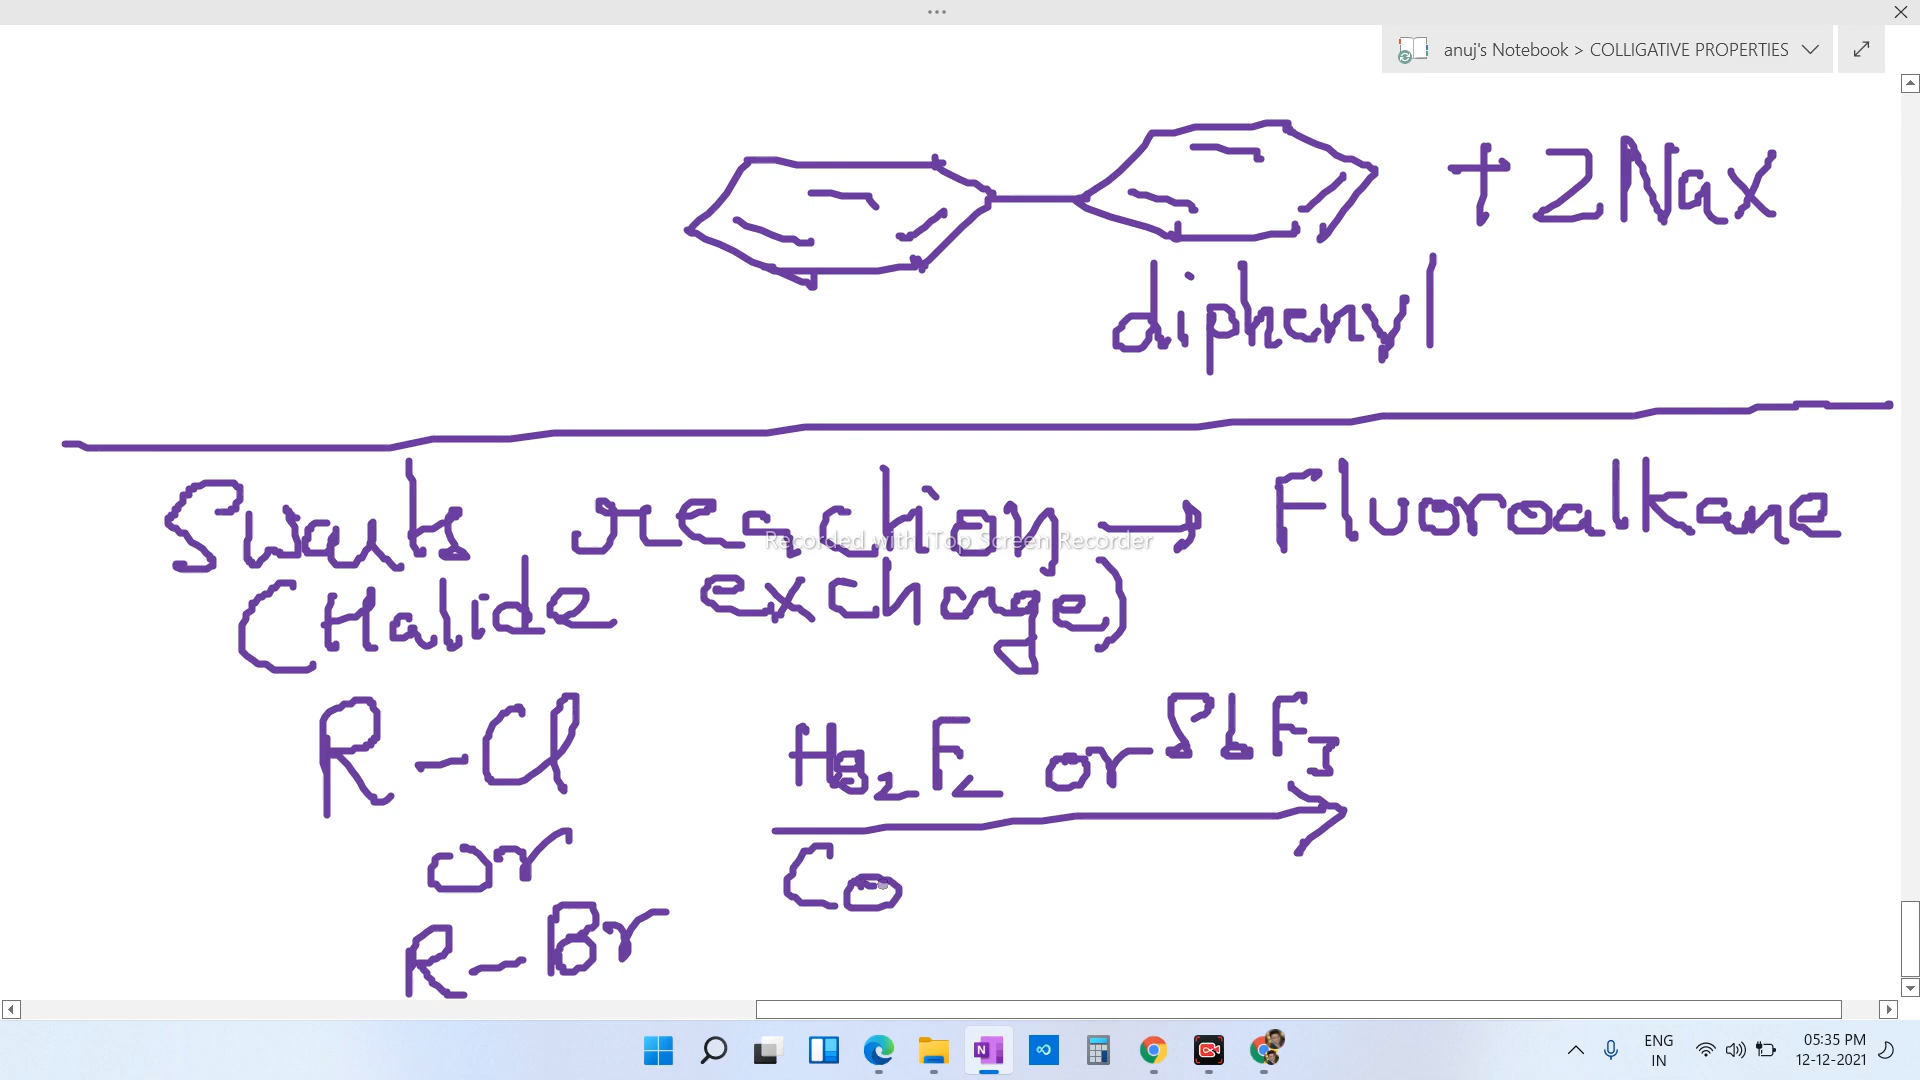 anuj's Notebook > COLLIGATIVE PROPERTIES
+ 2Nax
diphenyl
Swarts reaction → Fluoroalkane
Recorded with iTop Screen Recorder
(Halide exchange)
R-Cl
Hg₂F₂ or SbF₃
or
Co
R-Br
ENG
IN
05:35 PM
12-12-2021